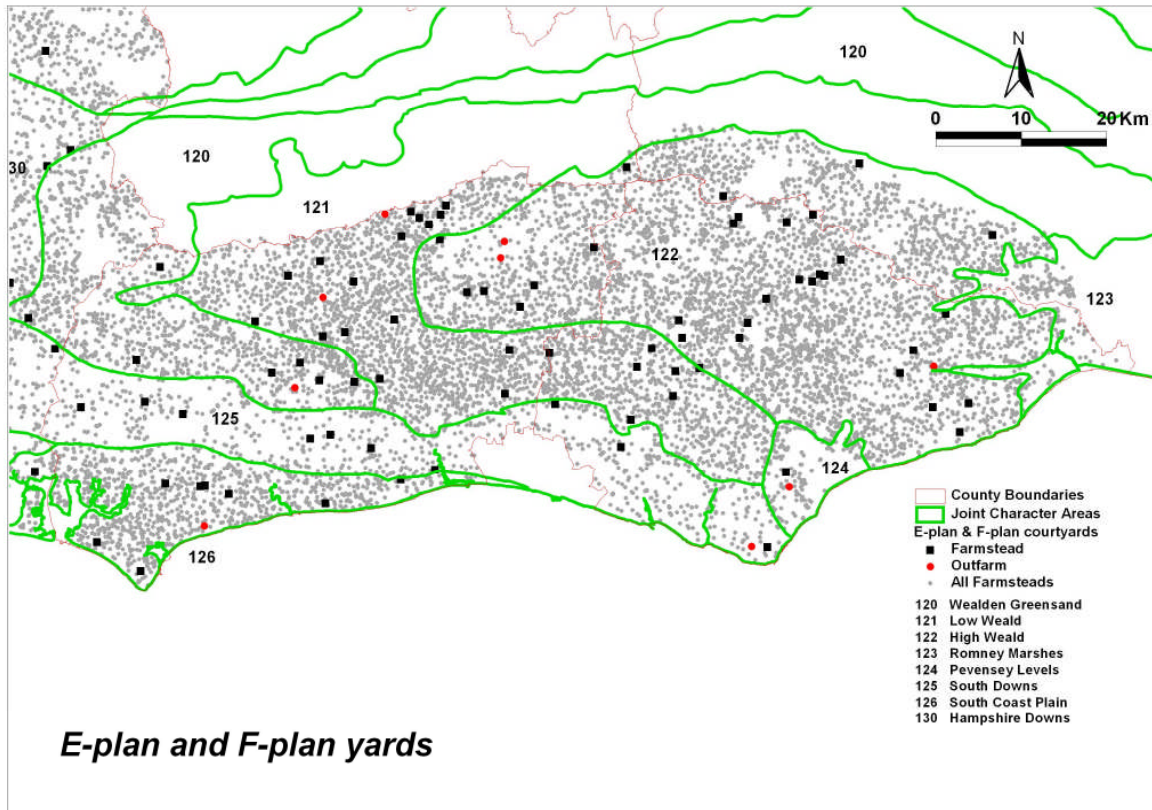 N
120
0 10 20 Km
120
30
121
122
123
125
124
126
County Boundaries
Joint Character Areas
E-plan & F-plan courtyards
Farmstead
Outfarm
All Farmsteads
120 Wealden Greensand
121 Low Weald
122 High Weald
123 Romney Marshes
124 Pevensey Levels
125 South Downs
126 South Coast Plain
130 Hampshire Downs
E-plan and F-plan yards